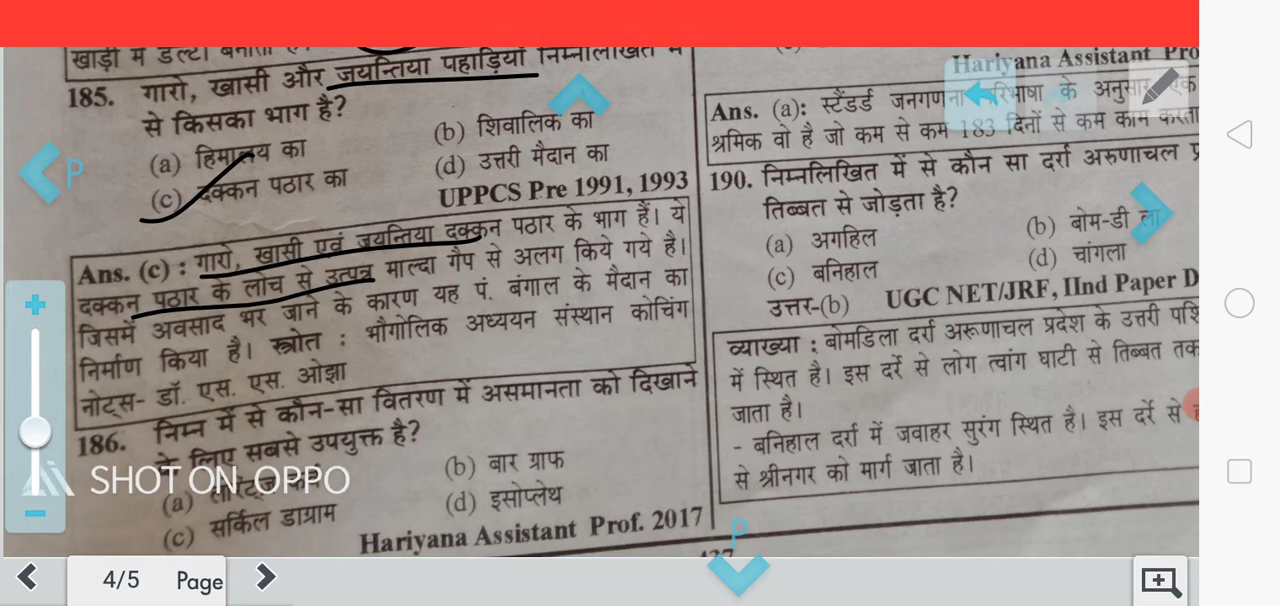 खाड़ी में डेल्टा बनाती
185. गारो, खासी और जयन्तिया पहाड़ियाँ निम्नलिखित में
से किसका भाग है?
(a) हिमालय का (b) शिवालिक का
(c) दक्कन पठार का (d) उत्तरी मैदान का
UPPCS Pre 1991, 1993
Ans. (c) : गारो, खासी एवं जयन्तिया दक्कन पठार के भाग हैं। ये
दक्कन पठार के लोच से उत्पन्न माल्दा गैप से अलग किये गये है।
जिसमें अवसाद भर जाने के कारण यह पं. बंगाल के मैदान का
निर्माण किया है। स्त्रोत : भौगोलिक अध्ययन संस्थान कोचिंग
नोट्स- डॉ. एस. एस. ओझा
186. निम्न में से कौन-सा वितरण में असमानता को दिखाने
के लिए सबसे उपयुक्त है?
(a) (b) बार ग्राफ
(c) सर्किल डाग्राम (d) इसोप्लेथ
Hariyana Assistant Prof. 2017
Hariyana Assistant Pro
Ans. (a): स्टैंडर्ड जनगणना परिभाषा के अनुसार एक
श्रमिक वो है जो कम से कम 183 दिनों से कम काम करता
190. निम्नलिखित में से कौन सा दर्रा अरुणाचल प्र
तिब्बत से जोड़ता है?
(a) अगहिल (b) बोम-डी ला
(c) बनिहाल (d) चांगला
उत्तर-(b) UGC NET/JRF, IInd Paper D
व्याख्या : बोमडिला दर्रा अरूणाचल प्रदेश के उत्तरी पश्चि
में स्थित है। इस दर्रे से लोग त्वांग घाटी से तिब्बत तक
जाता है।
- बनिहाल दर्रा में जवाहर सुरंग स्थित है। इस दर्रे से
से श्रीनगर को मार्ग जाता है।
SHOT ON OPPO
P
P
4/5 Page